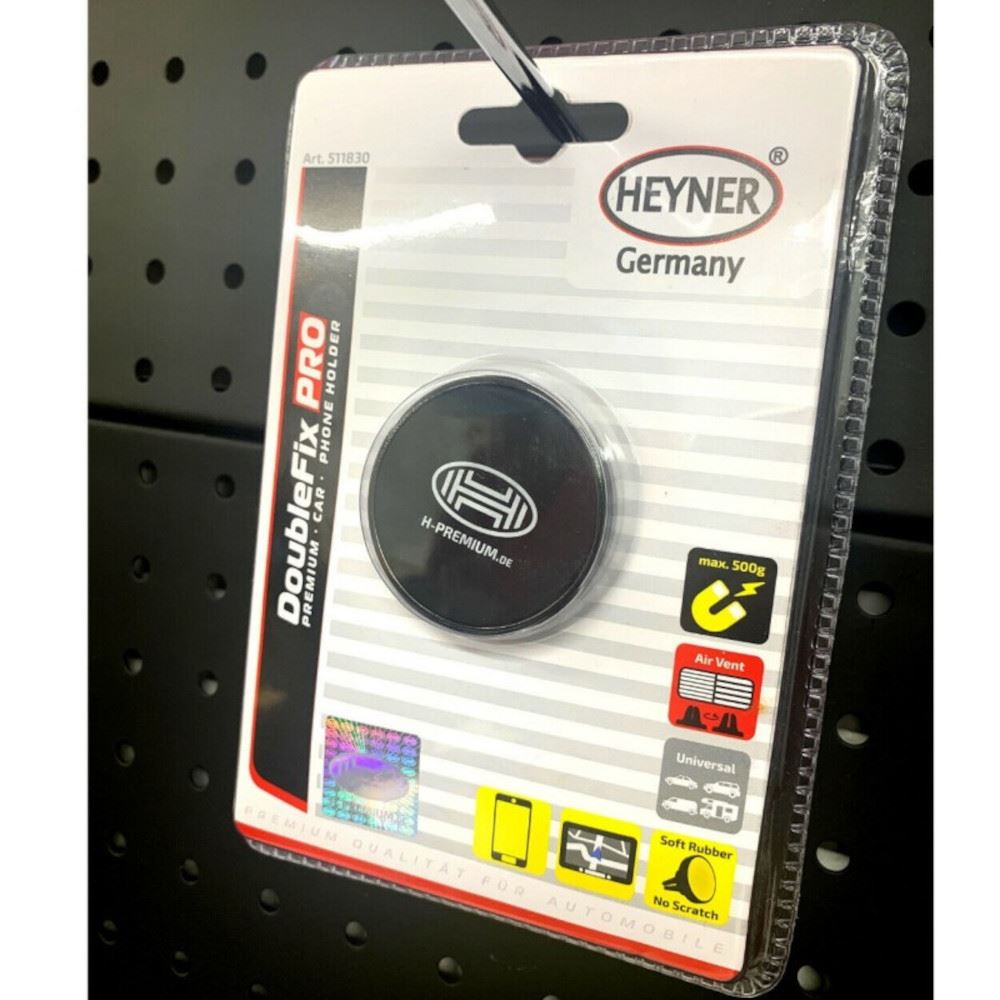 Art. 511830
HEYNER®
Germany
DoubleFix PRO
PREMIUM · CAR · PHONE HOLDER
H-PREMIUM.DE
max. 500g
Air Vent
Universal
Soft Rubber
No Scratch
PREMIUM QUALITÄT FÜR AUTOMOBILE